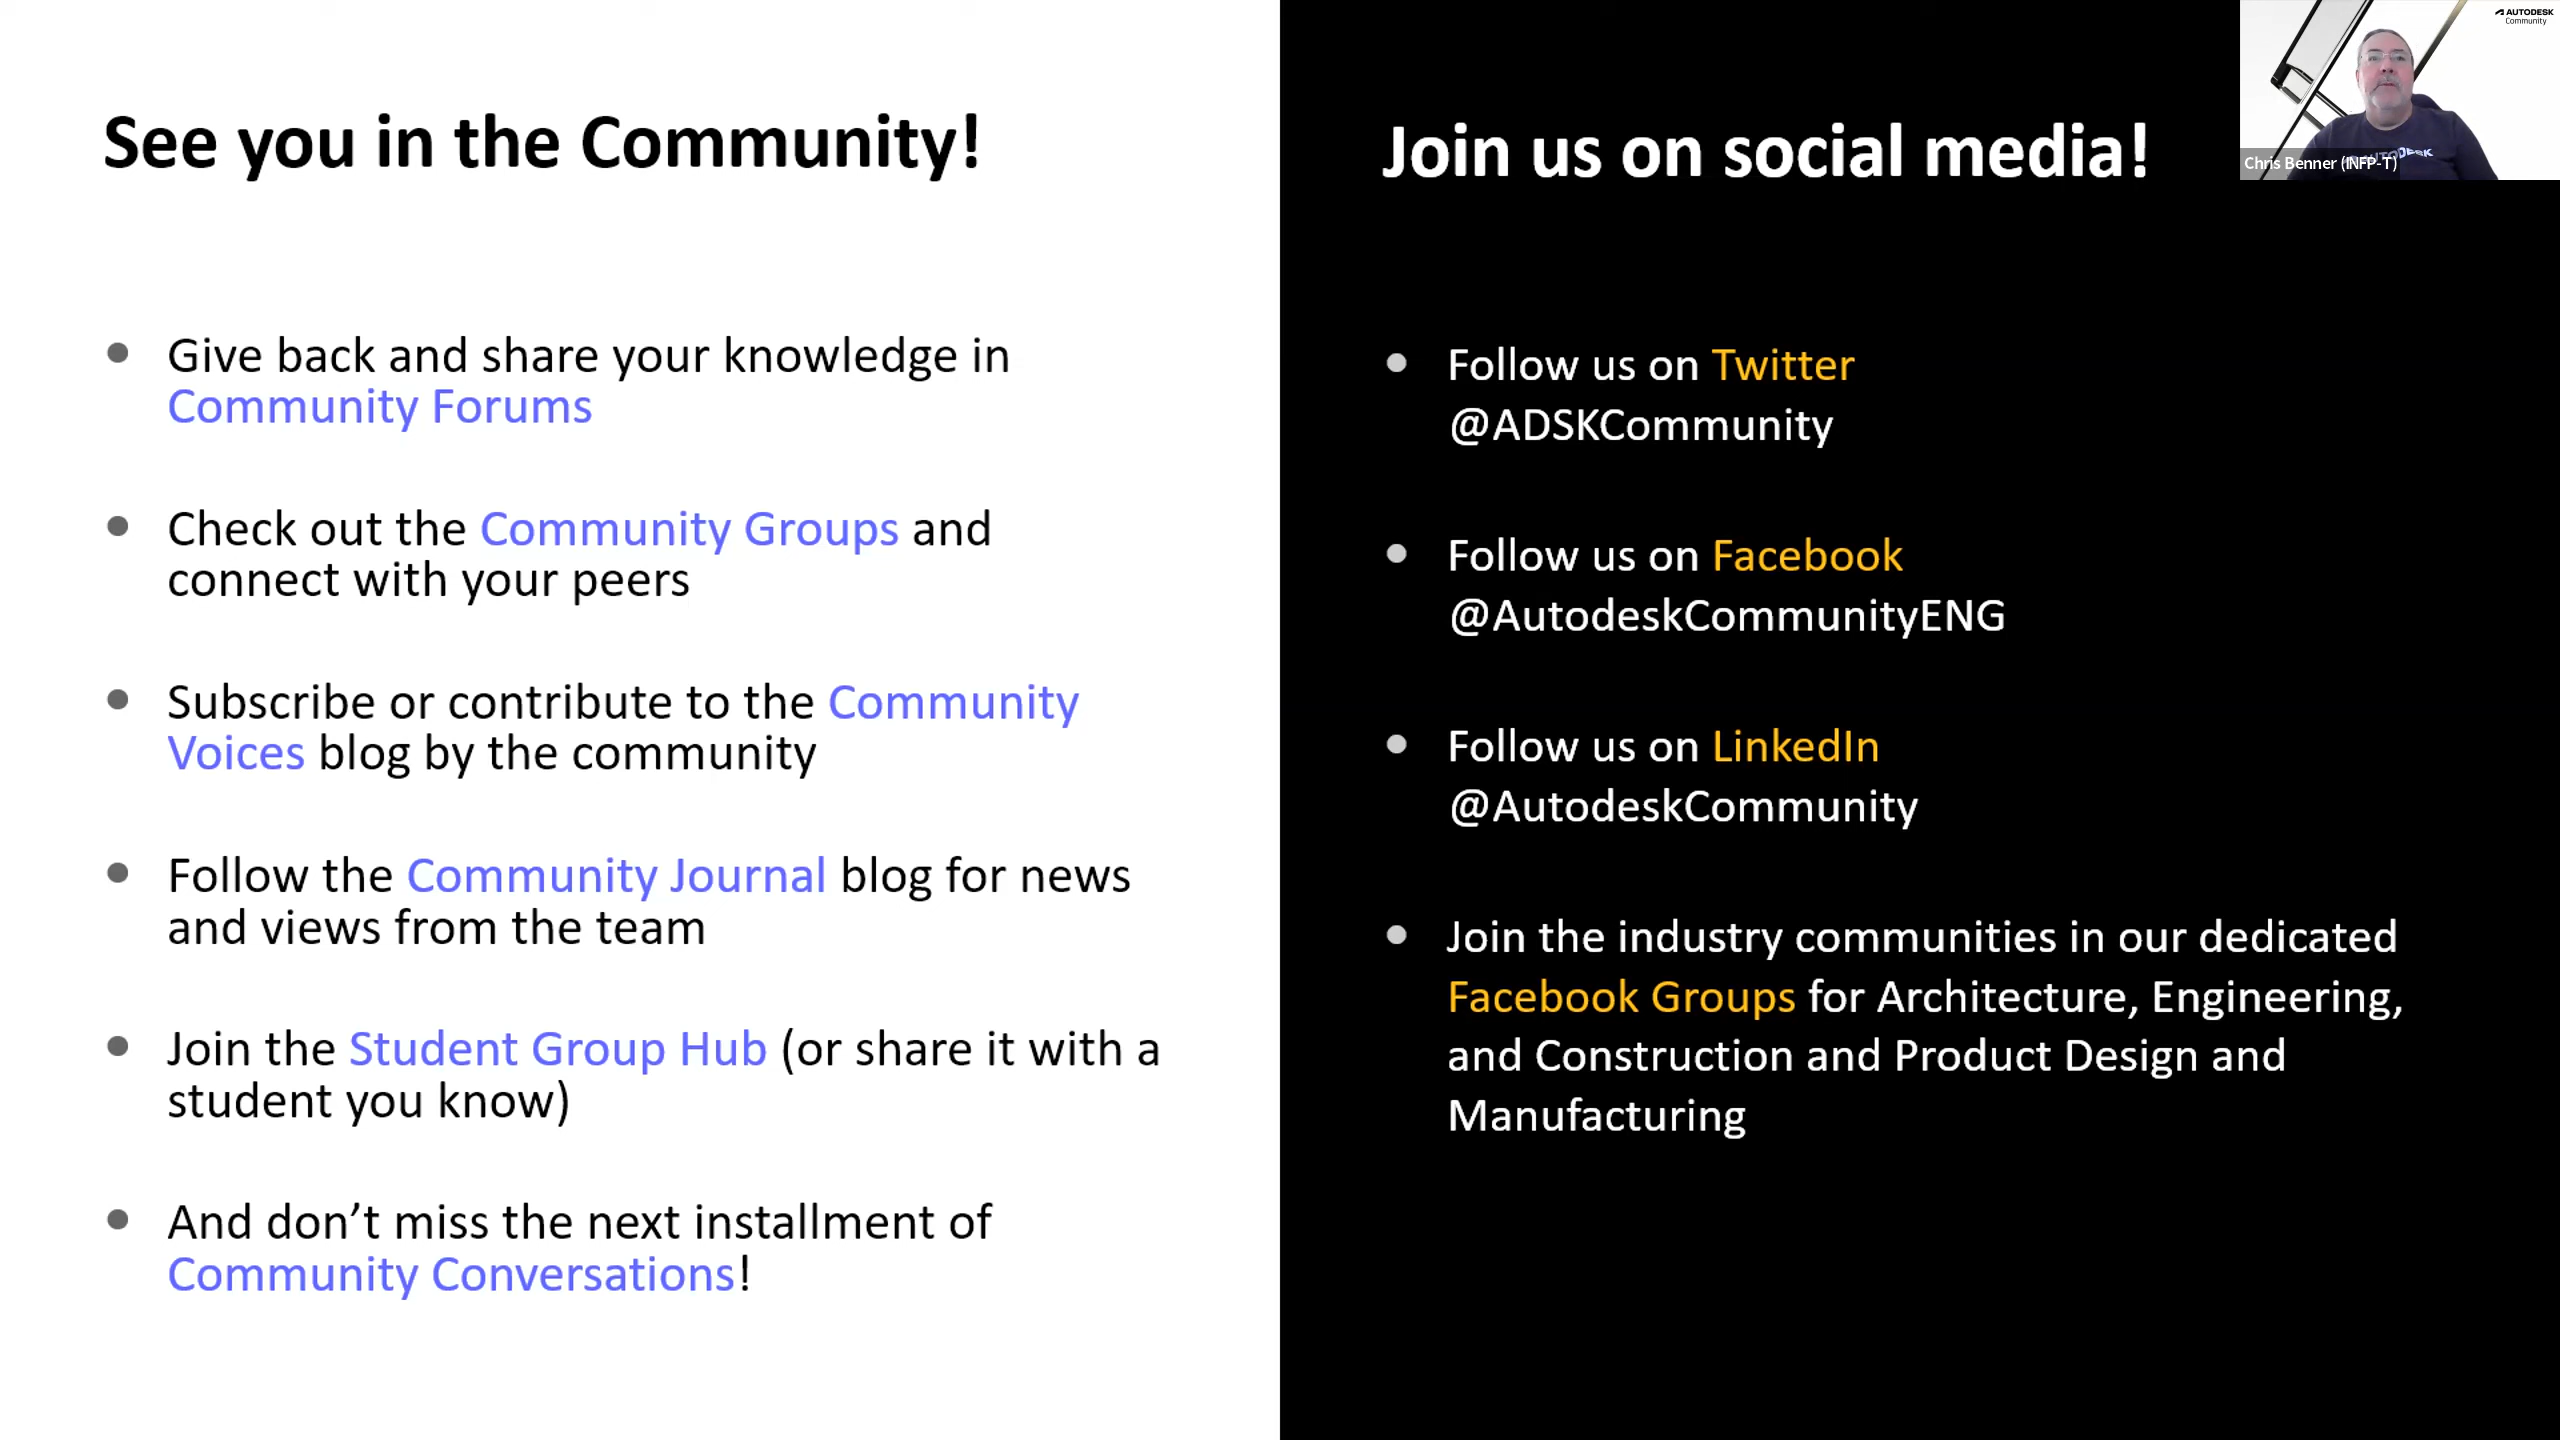 See you in the Community!
Give back and share your knowledge in
Community Forums
Check out the Community Groups and
connect with your peers
Subscribe or contribute to the Community
Voices blog by the community
Follow the Community Journal blog for news
and views from the team
Join the Student Group Hub (or share it with a
student you know)
And don’t miss the next installment of
Community Conversations!
Join us on social media!
Follow us on Twitter
@ADSKCommunity
Follow us on Facebook
@AutodeskCommunityENG
Follow us on LinkedIn
@AutodeskCommunity
Join the industry communities in our dedicated
Facebook Groups for Architecture, Engineering,
and Construction and Product Design and
Manufacturing
AUTODESK
Community
AUTODESK
Chris Benner (INFP-T)